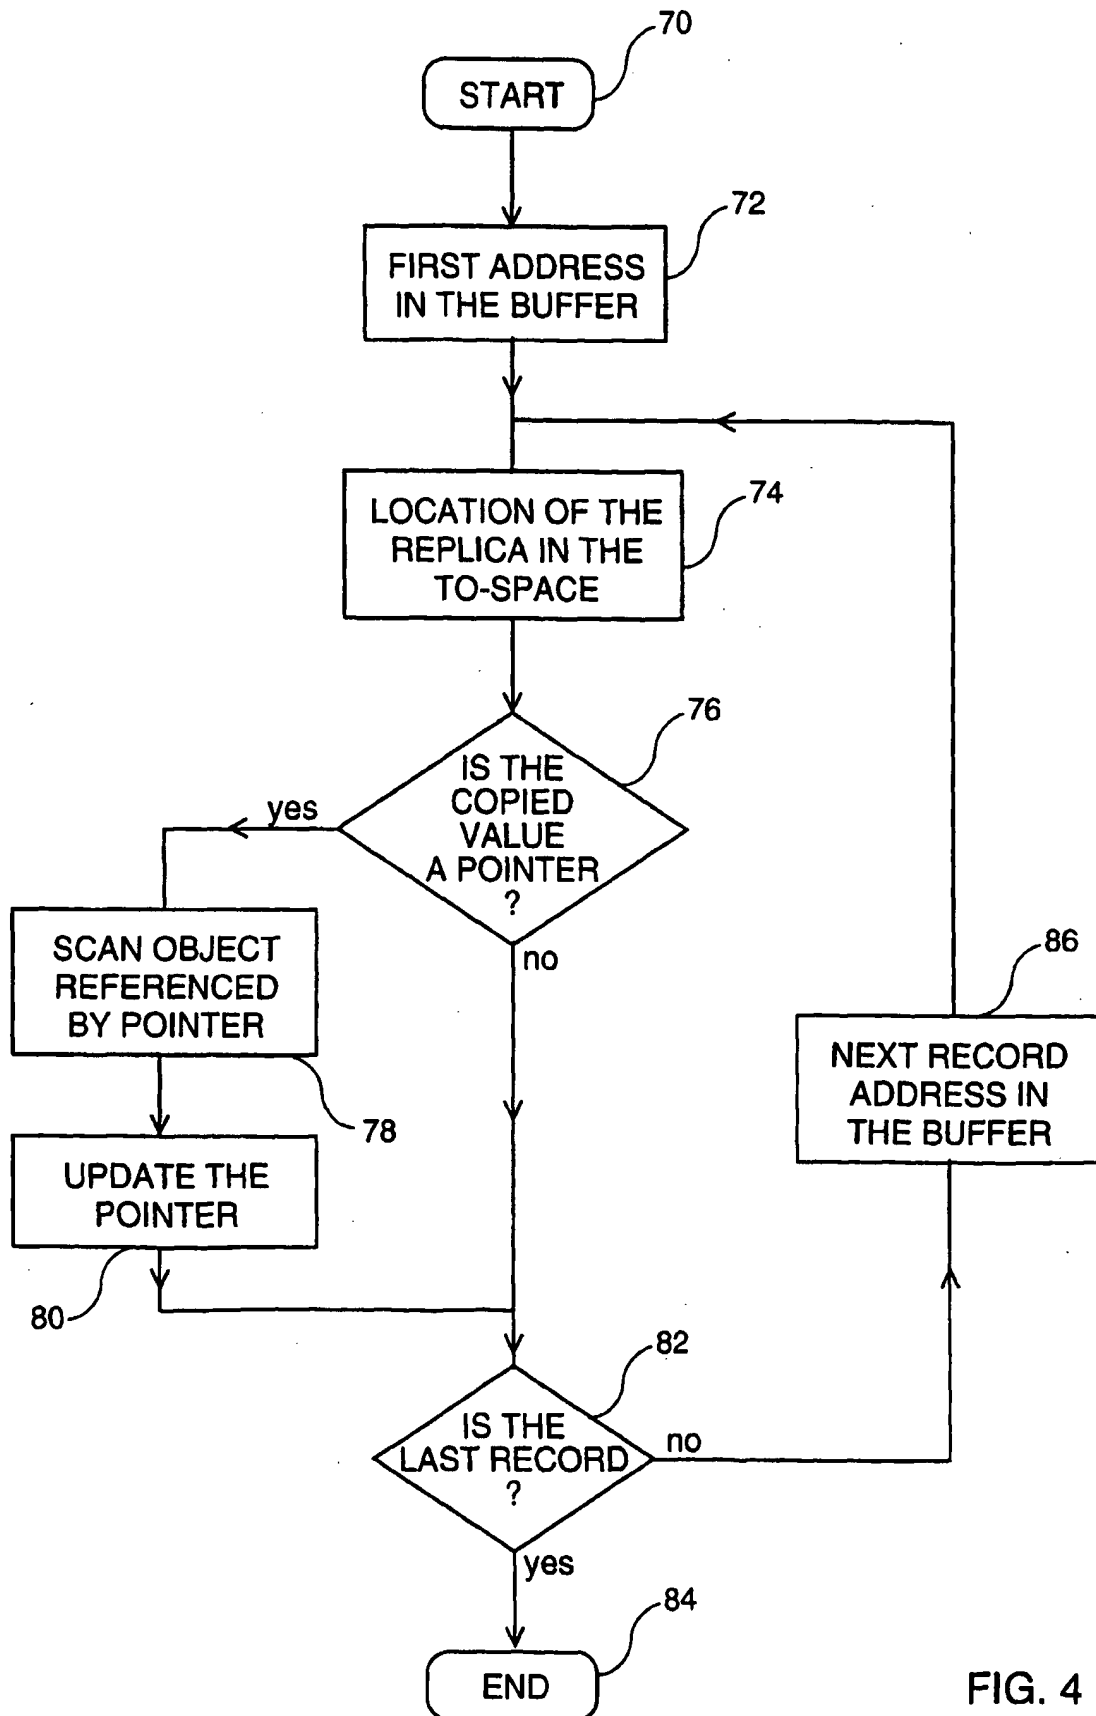 70
START
72
FIRST ADDRESS
IN THE BUFFER
74
LOCATION OF THE
REPLICA IN THE
TO-SPACE
76
IS THE
COPIED
VALUE
A POINTER
?
yes
no
SCAN OBJECT
REFERENCED
BY POINTER
78
86
NEXT RECORD
ADDRESS IN
THE BUFFER
UPDATE THE
POINTER
80
82
IS THE
LAST RECORD
?
no
yes
84
END
FIG. 4